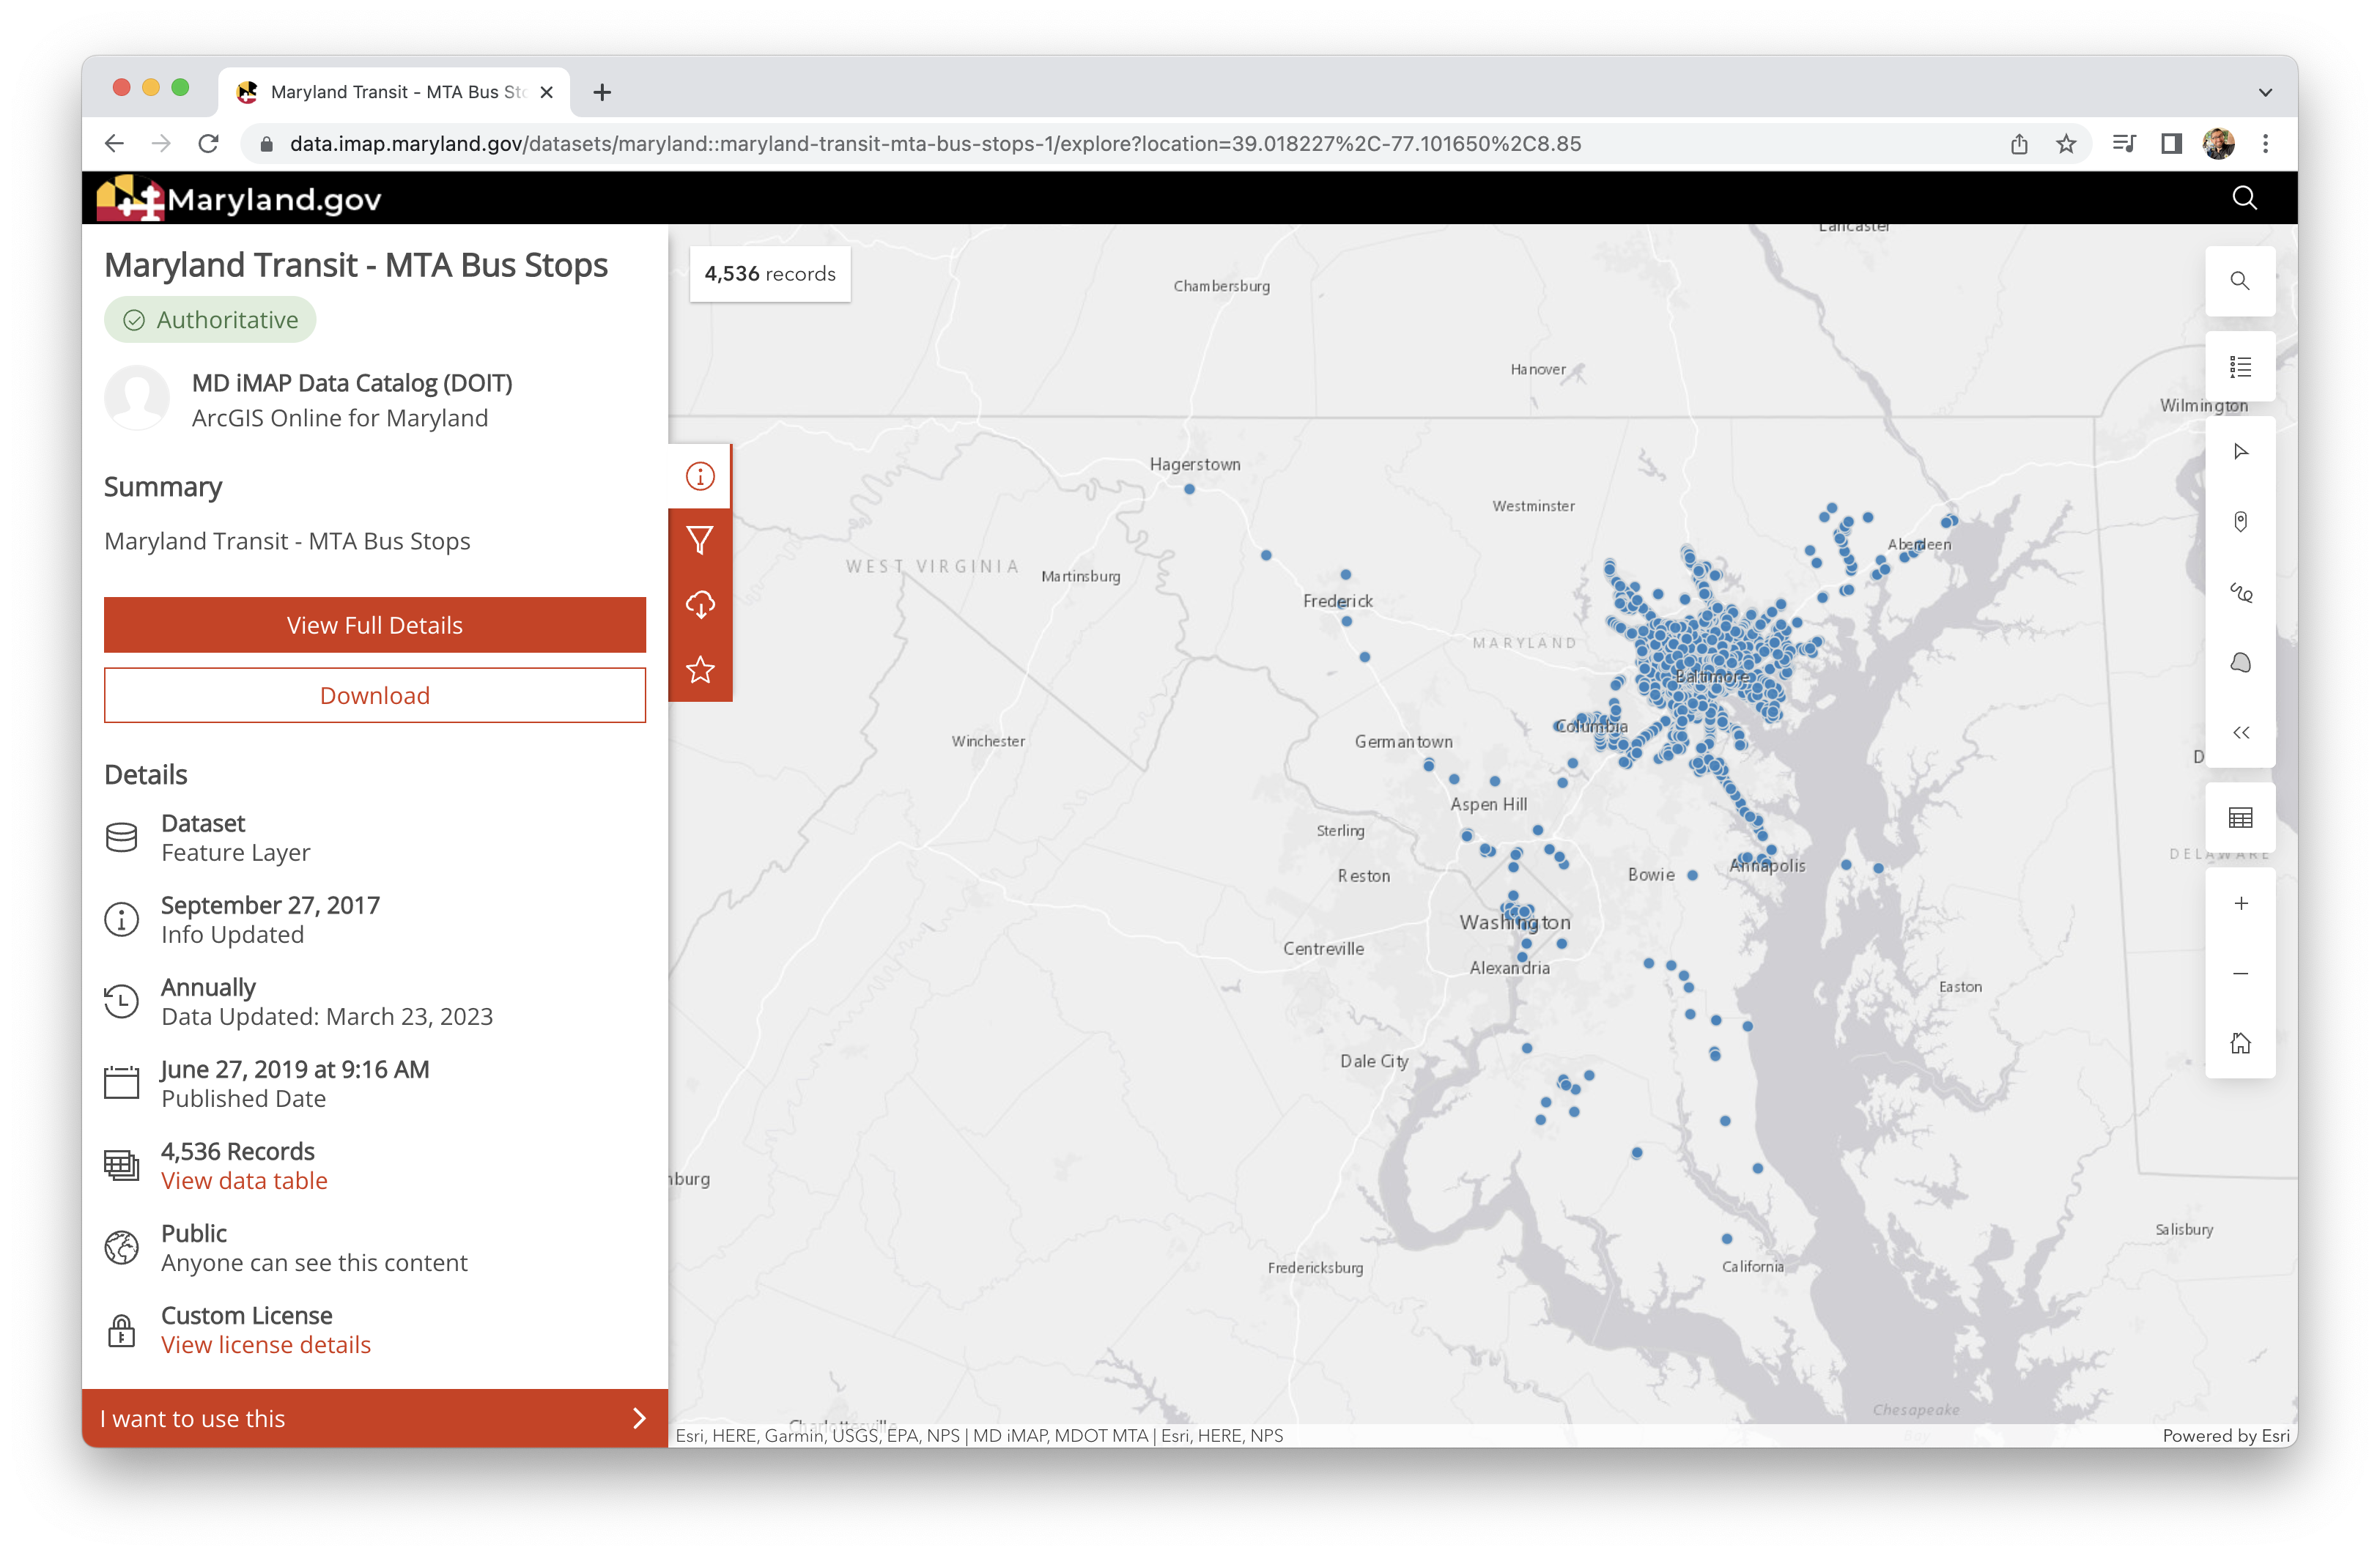 Maryland Transit - MTA Bus Sto
data.imap.maryland.gov/datasets/maryland::maryland-transit-mta-bus-stops-1/explore?location=39.018227%2C-77.101650%2C8.85
Maryland.gov
Maryland Transit - MTA Bus Stops
Authoritative
MD iMAP Data Catalog (DOIT)
ArcGIS Online for Maryland
Summary
Maryland Transit - MTA Bus Stops
View Full Details
Download
Details
Dataset
Feature Layer
September 27, 2017
Info Updated
Annually
Data Updated: March 23, 2023
June 27, 2019 at 9:16 AM
Published Date
4,536 Records
View data table
Public
Anyone can see this content
Custom License
View license details
I want to use this
4,536 records
Lancaster
Chambersburg
Hanover
Wilmington
Hagerstown
Westminster
Aberdeen
WEST VIRGINIA
Martinsburg
Frederick
MARYLAND
Baltimore
Columbia
Winchester
Germantown
D
Aspen Hill
Sterling
DELAWARE
Reston
Bowie
Annapolis
Washington
Centreville
Alexandria
Easton
Dale City
burg
Salisbury
Fredericksburg
California
Chesapeake
Bay
Charlottesville
Esri, HERE, Garmin, USGS, EPA, NPS | MD iMAP, MDOT MTA | Esri, HERE, NPS
Powered by Esri